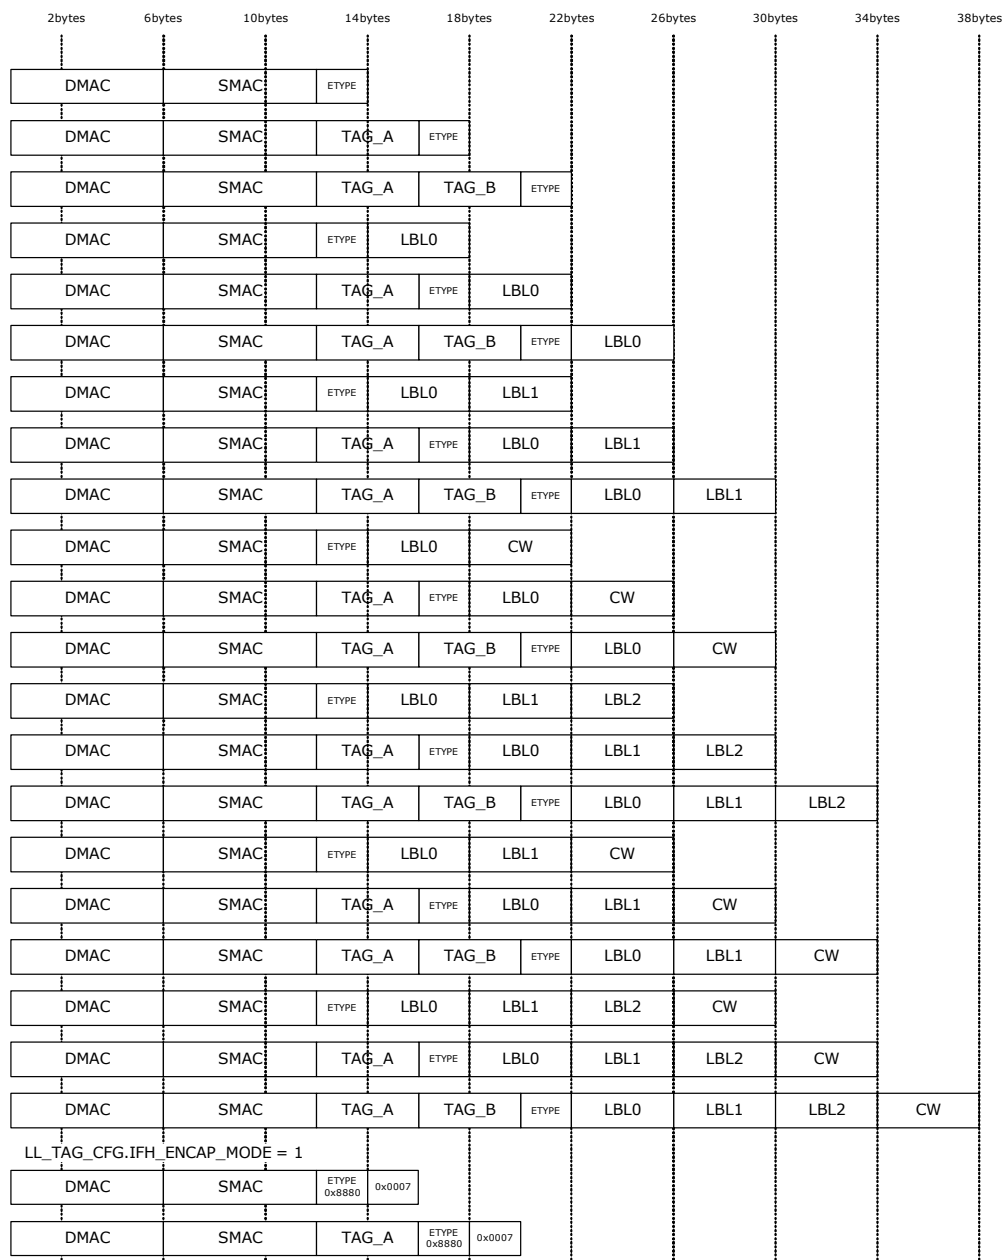 2bytes 6bytes 10bytes 14bytes 18bytes 22bytes 26bytes 30bytes 34bytes 38bytes
DMAC SMAC ETYPE
DMAC SMAC TAG_A ETYPE
DMAC SMAC TAG_A TAG_B ETYPE
DMAC SMAC ETYPE LBL0
DMAC SMAC TAG_A ETYPE LBL0
DMAC SMAC TAG_A TAG_B ETYPE LBL0
DMAC SMAC ETYPE LBL0 LBL1
DMAC SMAC TAG_A ETYPE LBL0 LBL1
DMAC SMAC TAG_A TAG_B ETYPE LBL0 LBL1
DMAC SMAC ETYPE LBL0 CW
DMAC SMAC TAG_A ETYPE LBL0 CW
DMAC SMAC TAG_A TAG_B ETYPE LBL0 CW
DMAC SMAC ETYPE LBL0 LBL1 LBL2
DMAC SMAC TAG_A ETYPE LBL0 LBL1 LBL2
DMAC SMAC TAG_A TAG_B ETYPE LBL0 LBL1 LBL2
DMAC SMAC ETYPE LBL0 LBL1 CW
DMAC SMAC TAG_A ETYPE LBL0 LBL1 CW
DMAC SMAC TAG_A TAG_B ETYPE LBL0 LBL1 CW
DMAC SMAC ETYPE LBL0 LBL1 LBL2 CW
DMAC SMAC TAG_A ETYPE LBL0 LBL1 LBL2 CW
DMAC SMAC TAG_A TAG_B ETYPE LBL0 LBL1 LBL2 CW
LL_TAG_CFG.IFH_ENCAP_MODE = 1
DMAC SMAC ETYPE 0x8880 0x0007
DMAC SMAC TAG_A ETYPE 0x8880 0x0007